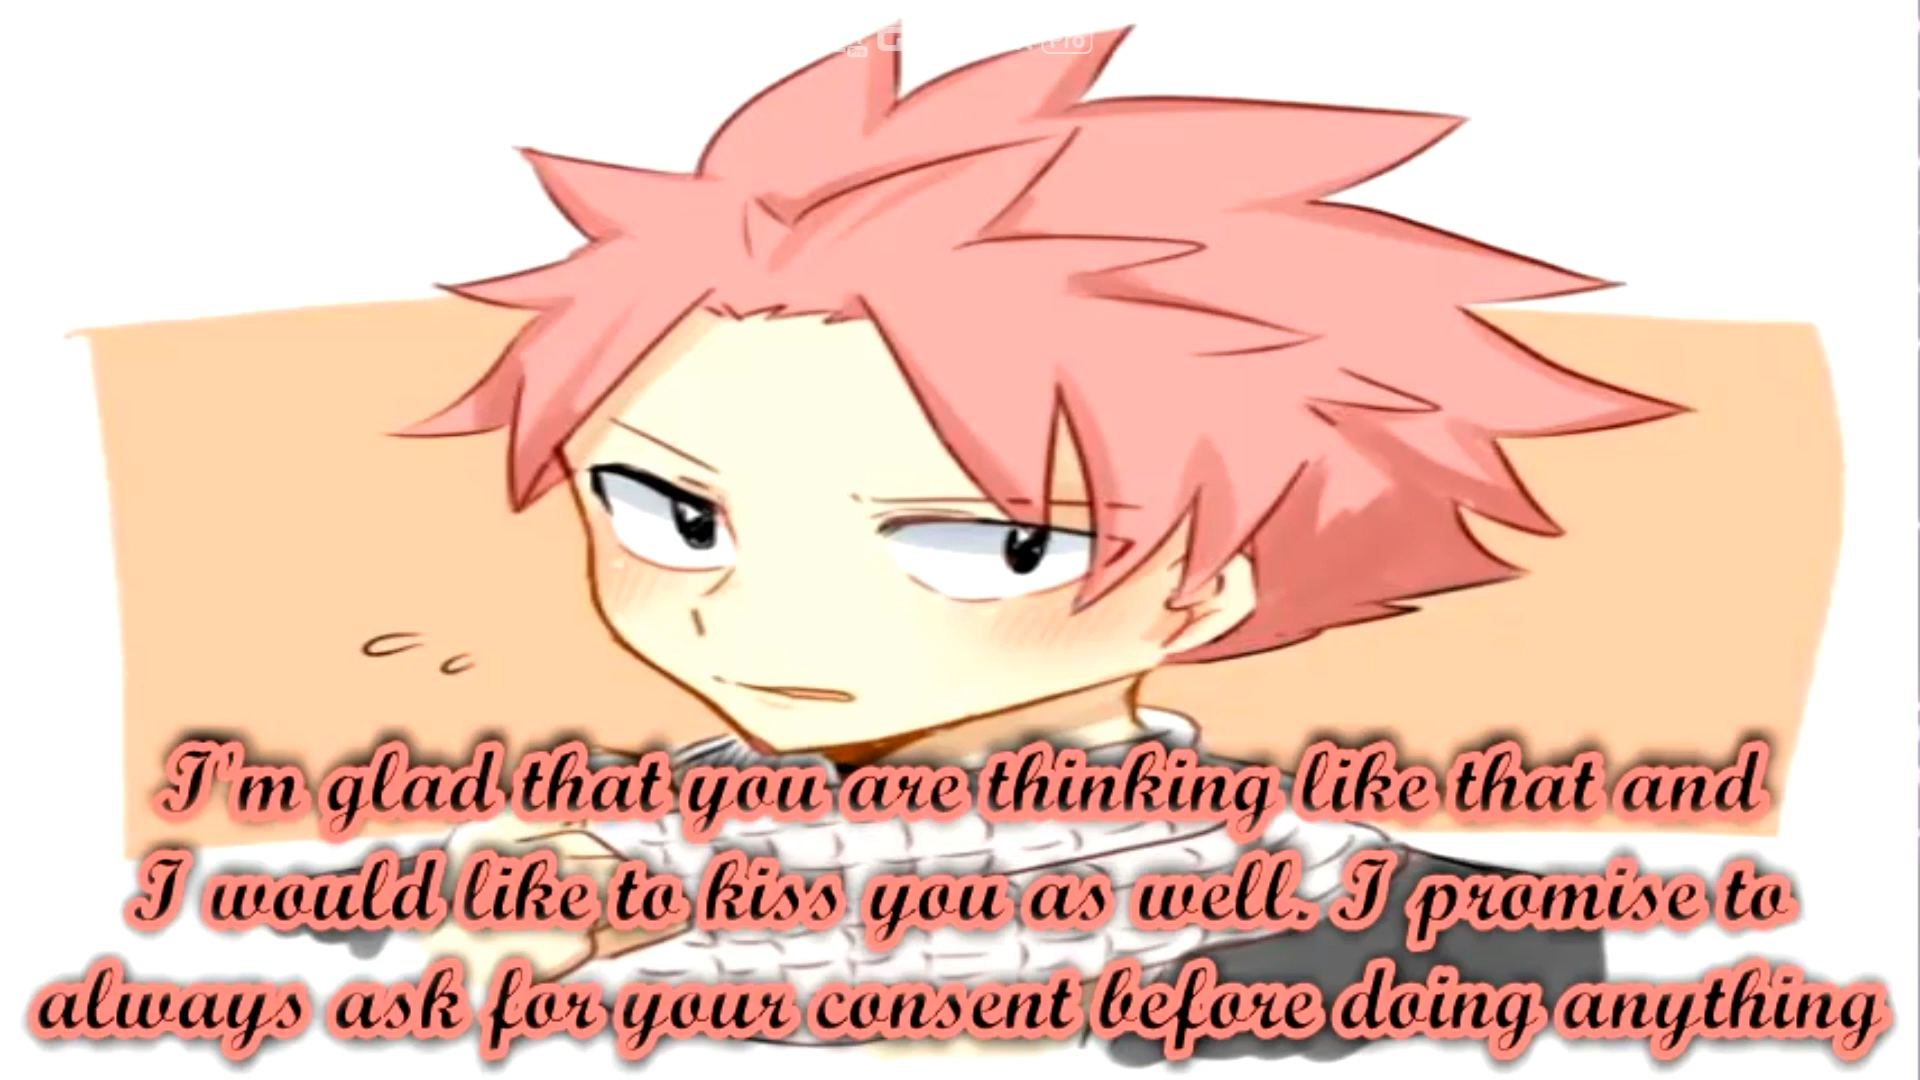 Pro
I'm glad that you are thinking like that and
I would like to kiss you as well. I promise to
always ask for your consent before doing anything